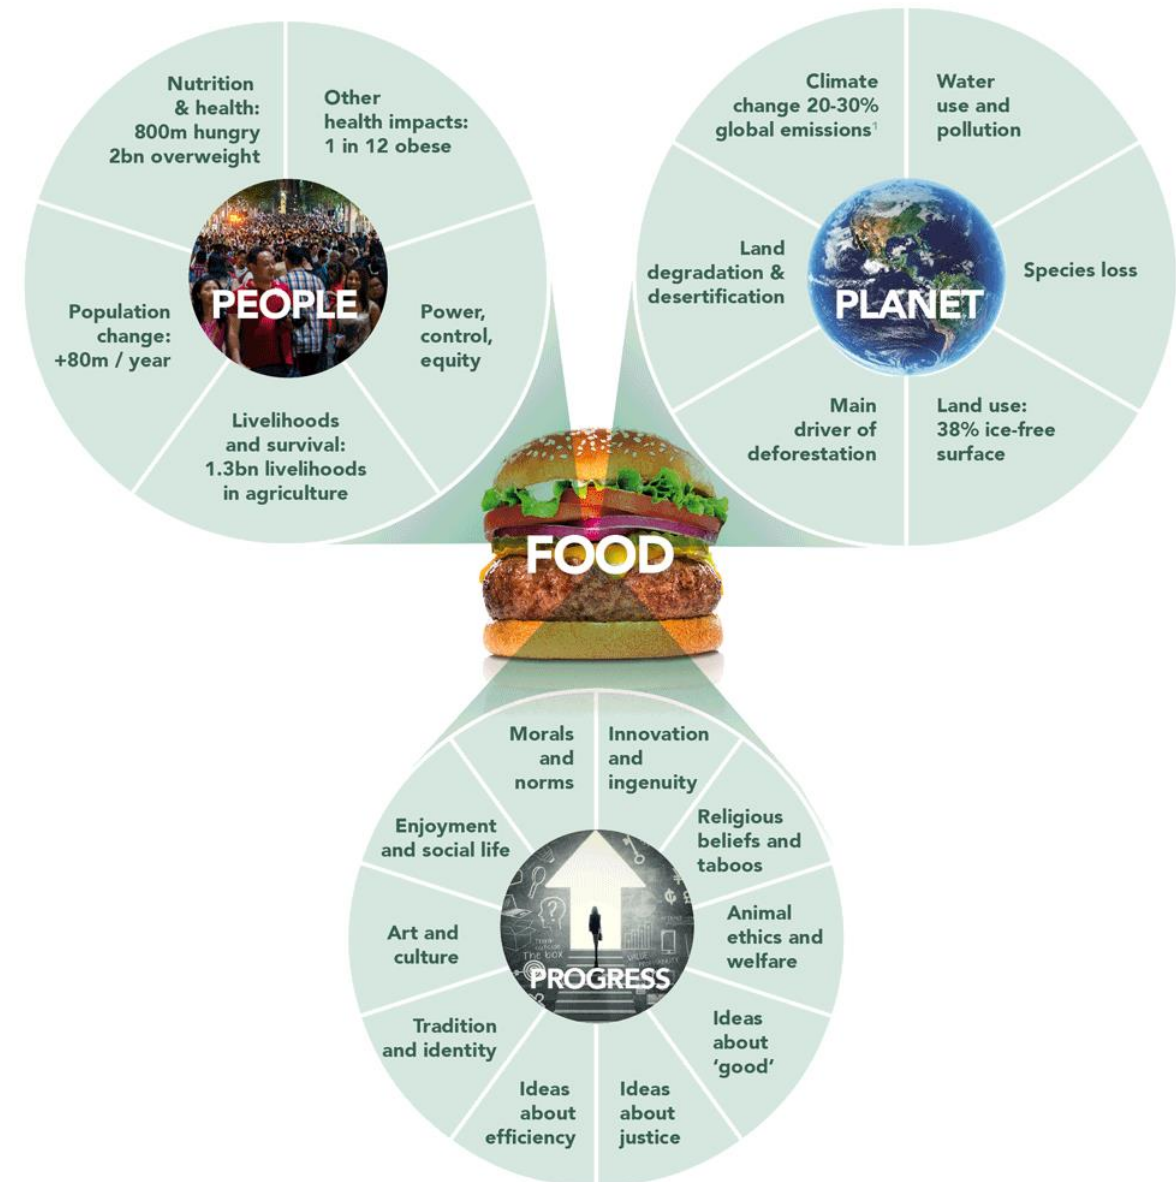 Nutrition
& health:
800m hungry
2bn overweight
Other
health impacts:
1 in 12 obese
Population
change:
+80m / year
PEOPLE
Power,
control,
equity
Livelihoods
and survival:
1.3bn livelihoods
in agriculture
Climate
change 20-30%
global emissions¹
Water
use and
pollution
Land
degradation &
desertification
PLANET
Species loss
Main
driver of
deforestation
Land use:
38% ice-free
surface
FOOD
Morals
and
norms
Innovation
and
ingenuity
Enjoyment
and social life
Religious
beliefs and
taboos
Art and
culture
The box
VALUE
PROGRESS
Animal
ethics and
welfare
Tradition
and identity
Ideas
about
'good'
Ideas
about
efficiency
Ideas
about
justice